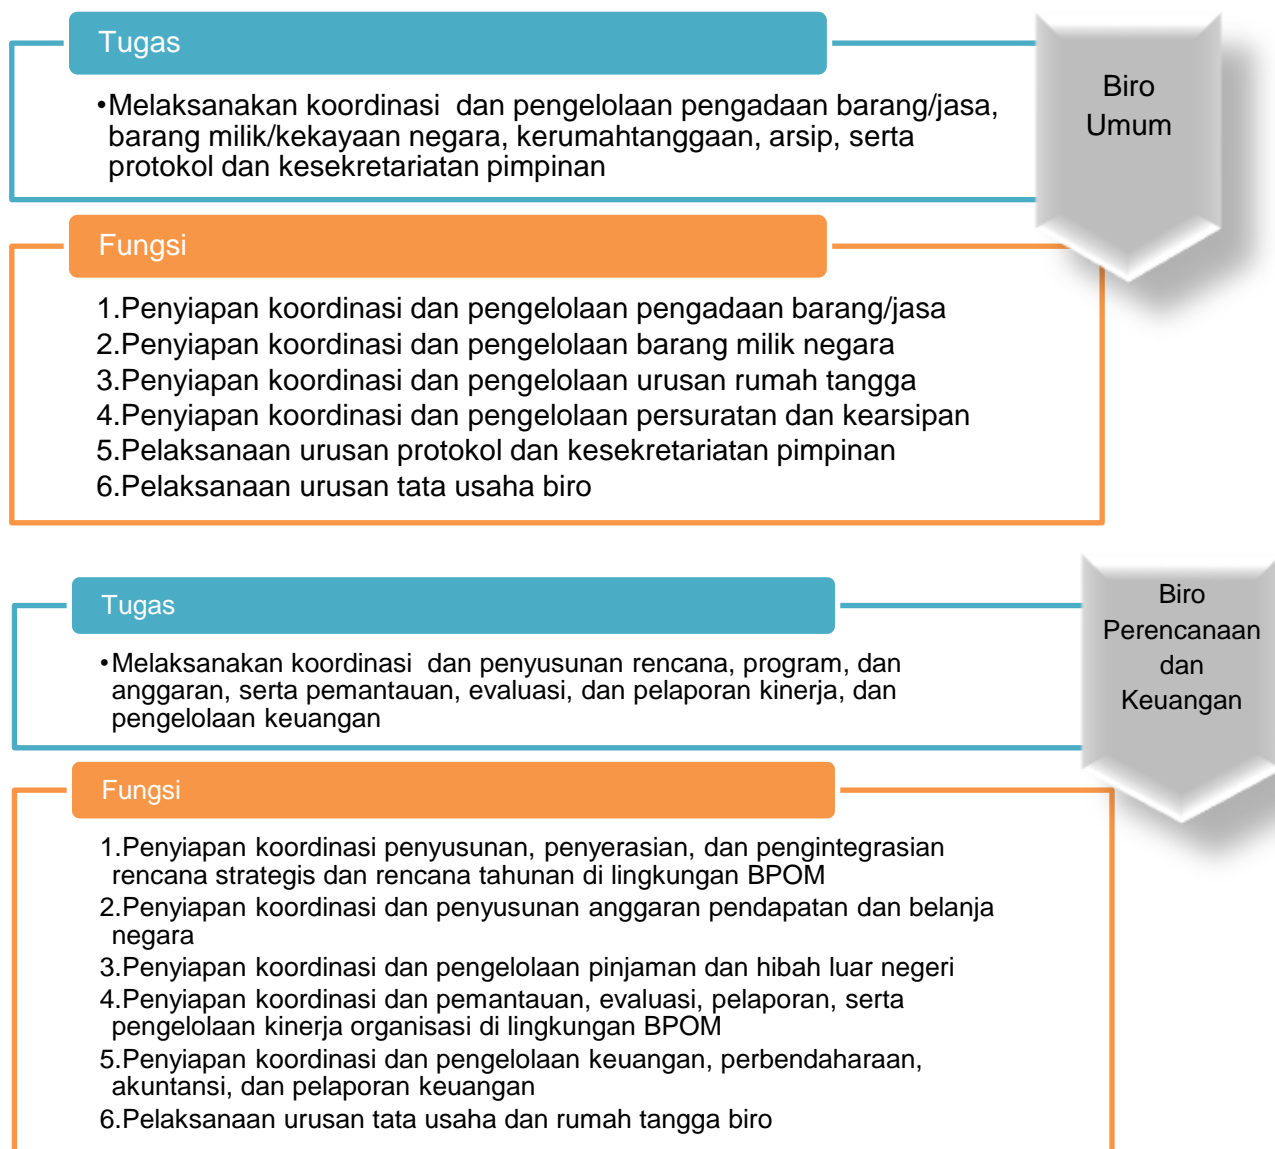 Tugas
•Melaksanakan koordinasi  dan pengelolaan pengadaan barang/jasa,
barang milik/kekayaan negara, kerumahtanggaan, arsip, serta
protokol dan kesekretariatan pimpinan
Biro
Umum
Fungsi
1.Penyiapan koordinasi dan pengelolaan pengadaan barang/jasa
2.Penyiapan koordinasi dan pengelolaan barang milik negara
3.Penyiapan koordinasi dan pengelolaan urusan rumah tangga
4.Penyiapan koordinasi dan pengelolaan persuratan dan kearsipan
5.Pelaksanaan urusan protokol dan kesekretariatan pimpinan
6.Pelaksanaan urusan tata usaha biro
Tugas
•Melaksanakan koordinasi  dan penyusunan rencana, program, dan
anggaran, serta pemantauan, evaluasi, dan pelaporan kinerja, dan
pengelolaan keuangan
Biro
Perencanaan
dan
Keuangan
Fungsi
1.Penyiapan koordinasi penyusunan, penyerasian, dan pengintegrasian
rencana strategis dan rencana tahunan di lingkungan BPOM
2.Penyiapan koordinasi dan penyusunan anggaran pendapatan dan belanja
negara
3.Penyiapan koordinasi dan pengelolaan pinjaman dan hibah luar negeri
4.Penyiapan koordinasi dan pemantauan, evaluasi, pelaporan, serta
pengelolaan kinerja organisasi di lingkungan BPOM
5.Penyiapan koordinasi dan pengelolaan keuangan, perbendaharaan,
akuntansi, dan pelaporan keuangan
6.Pelaksanaan urusan tata usaha dan rumah tangga biro